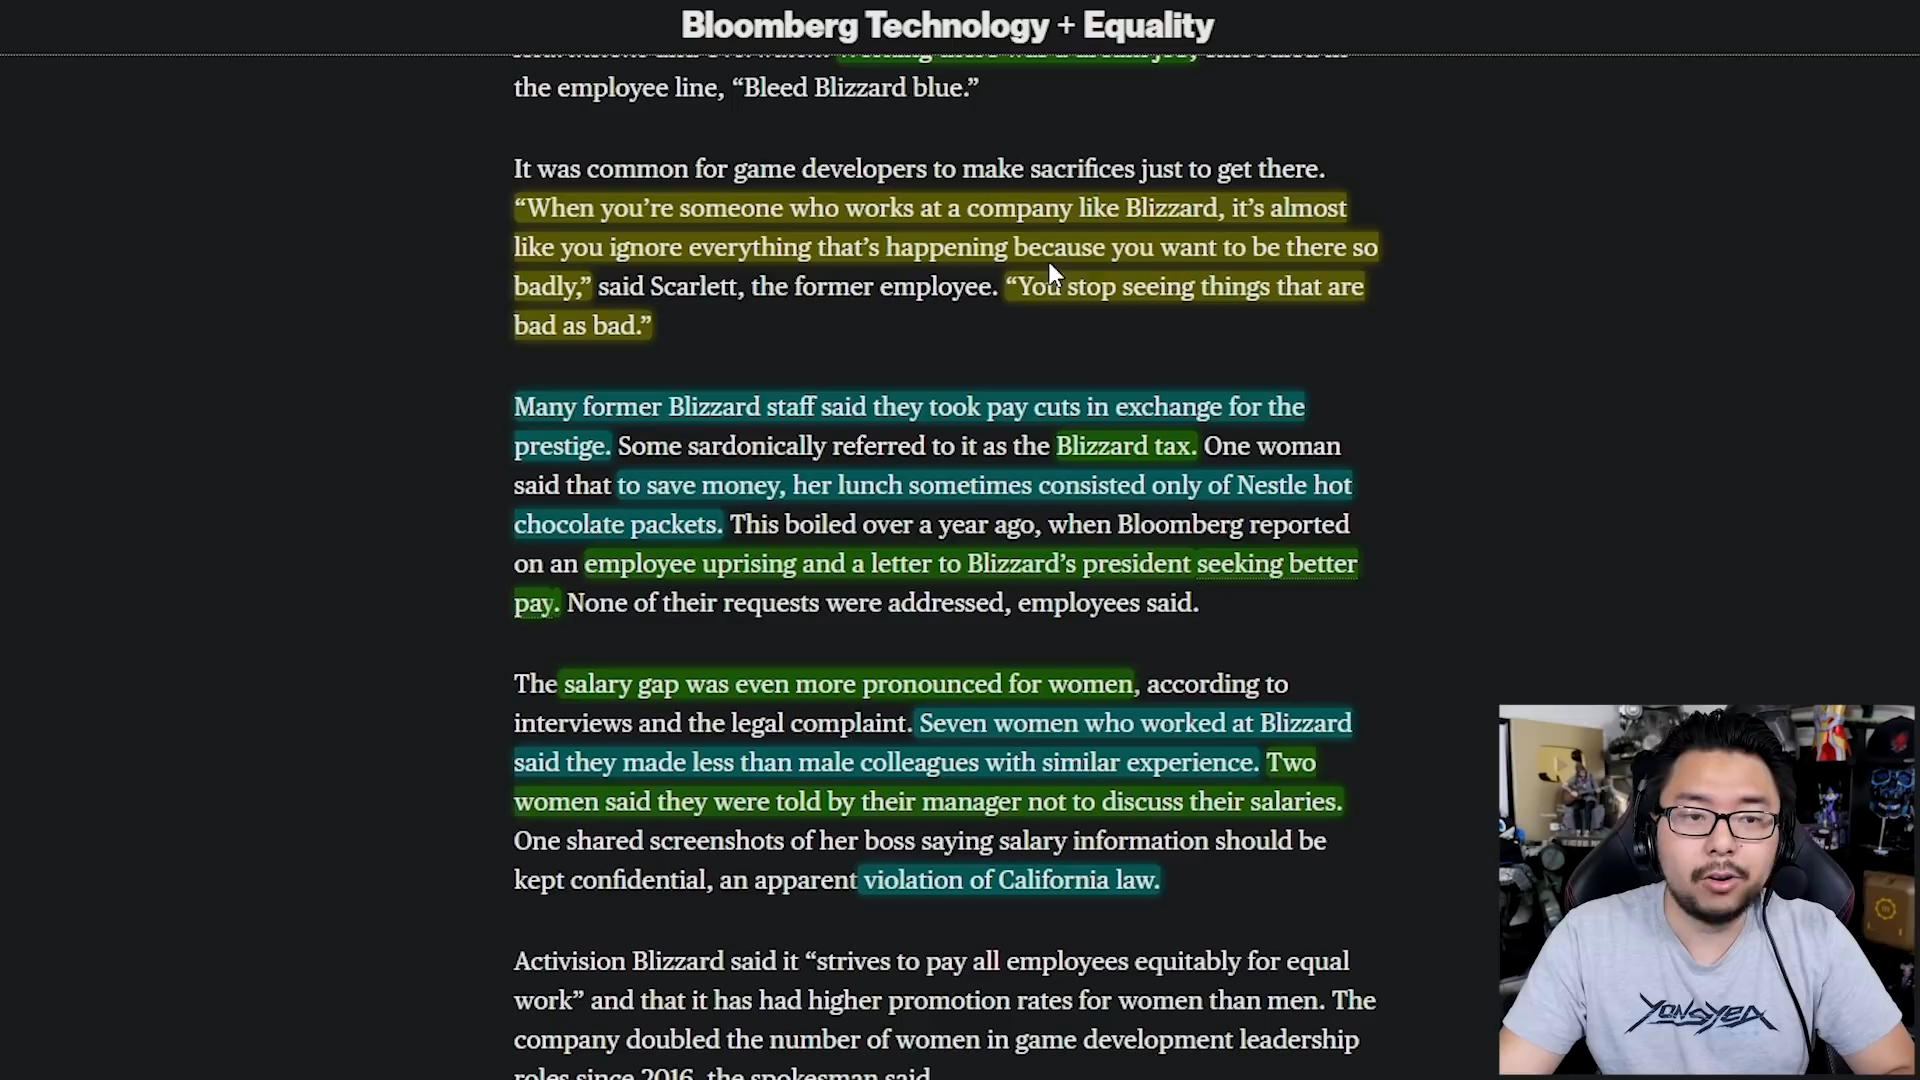 Bloomberg Technology + Equality
the employee line, “Bleed Blizzard blue.”
It was common for game developers to make sacrifices just to get there.
“When you’re someone who works at a company like Blizzard, it’s almost
like you ignore everything that’s happening because you want to be there so
badly,” said Scarlett, the former employee. “You stop seeing things that are
bad as bad.”
Many former Blizzard staff said they took pay cuts in exchange for the
prestige. Some sardonically referred to it as the Blizzard tax. One woman
said that to save money, her lunch sometimes consisted only of Nestle hot
chocolate packets. This boiled over a year ago, when Bloomberg reported
on an employee uprising and a letter to Blizzard’s president seeking better
pay. None of their requests were addressed, employees said.
The salary gap was even more pronounced for women, according to
interviews and the legal complaint. Seven women who worked at Blizzard
said they made less than male colleagues with similar experience. Two
women said they were told by their manager not to discuss their salaries.
One shared screenshots of her boss saying salary information should be
kept confidential, an apparent violation of California law.
Activision Blizzard said it “strives to pay all employees equitably for equal
work” and that it has had higher promotion rates for women than men. The
company doubled the number of women in game development leadership
roles since 2016, the spokesman said.
YONGYEA